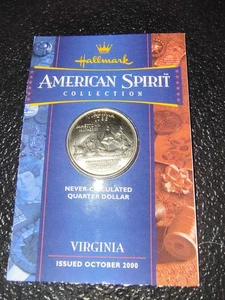 Hallmark
AMERICAN SPIRIT
COLLECTION
NEVER-CIRCULATED
QUARTER DOLLAR
VIRGINIA
ISSUED OCTOBER 2000